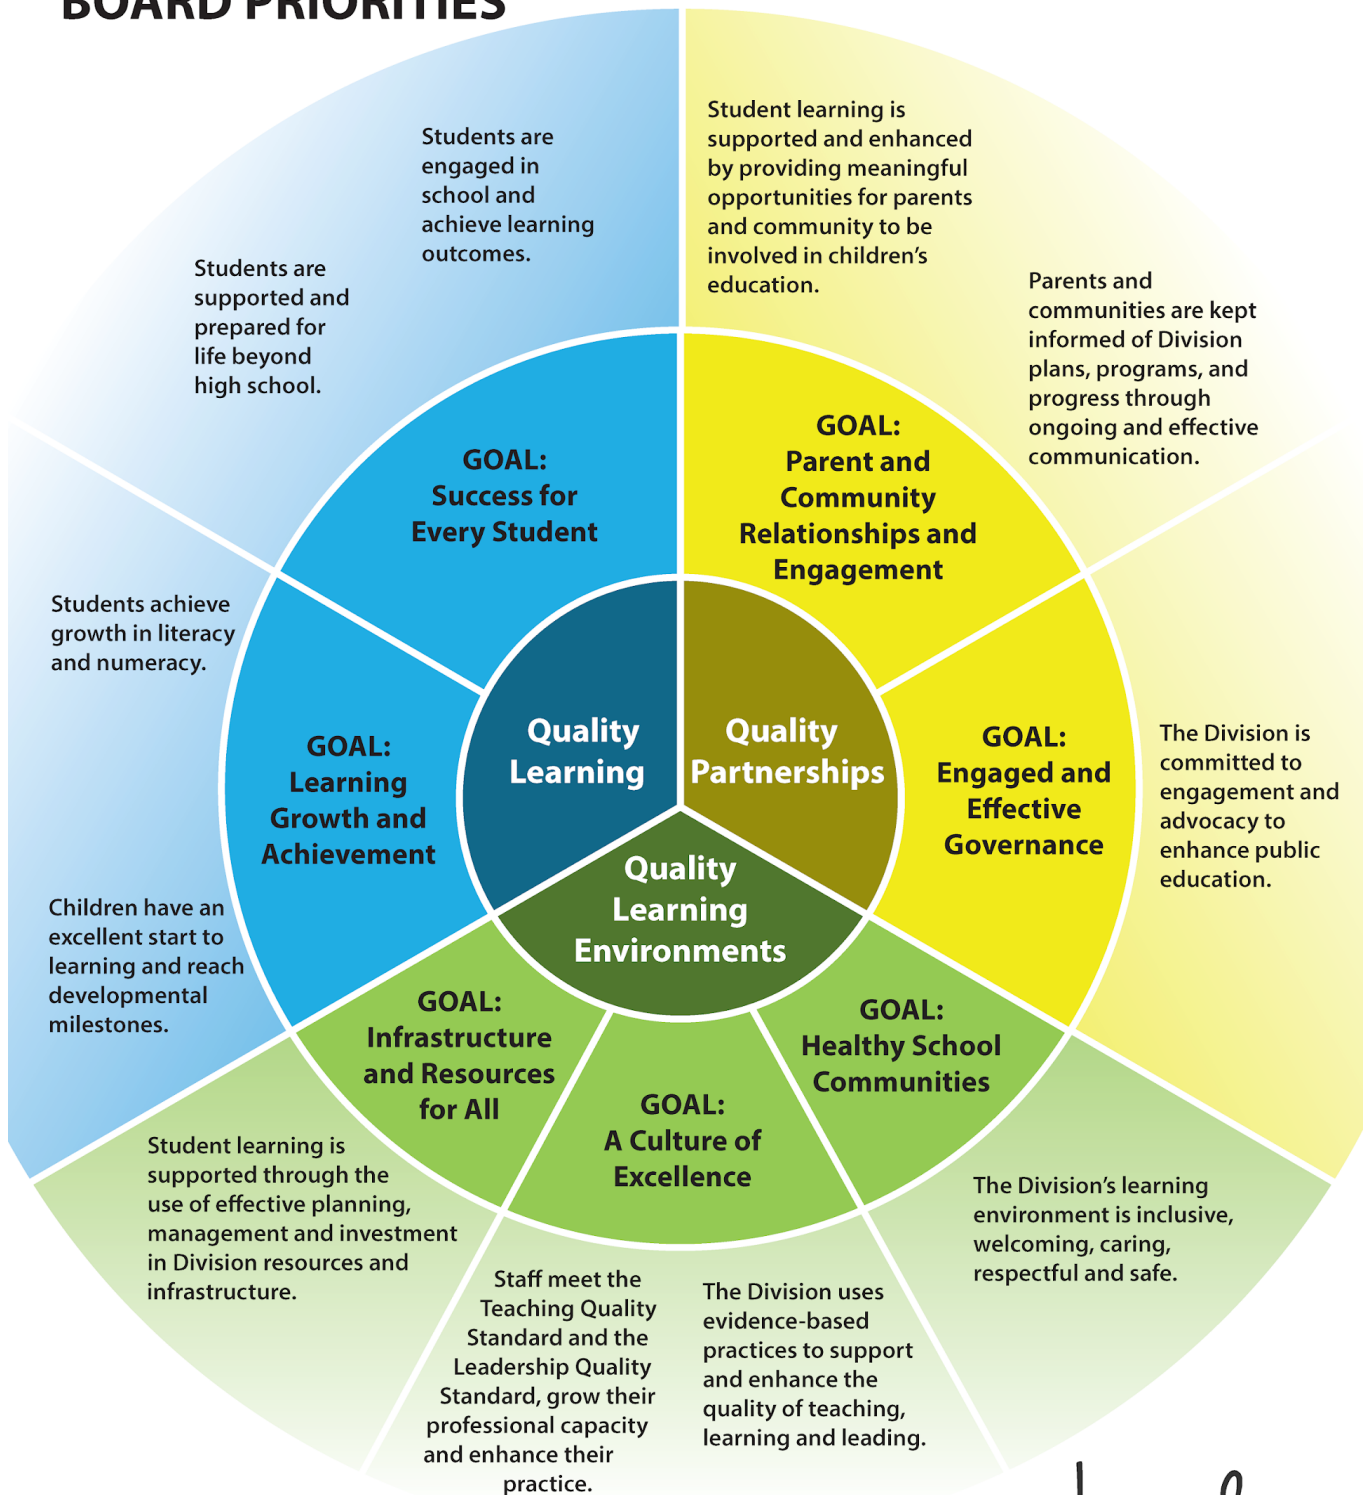 BOARD PRIORITIES
Students are
engaged in
school and
achieve learning
outcomes.
Students are
supported and
prepared for
life beyond
high school.
Student learning is
supported and enhanced
by providing meaningful
opportunities for parents
and community to be
involved in children’s
education.
Parents and
communities are kept
informed of Division
plans, programs, and
progress through
ongoing and effective
communication.
GOAL:
Success for
Every Student
GOAL:
Parent and
Community
Relationships and
Engagement
Students achieve
growth in literacy
and numeracy.
Children have an
excellent start to
learning and reach
developmental
milestones.
GOAL:
Learning
Growth and
Achievement
Quality
Learning
Quality
Partnerships
Quality
Learning
Environments
GOAL:
Engaged and
Effective
Governance
The Division is
committed to
engagement and
advocacy to
enhance public
education.
GOAL:
Infrastructure
and Resources
for All
GOAL:
A Culture of
Excellence
GOAL:
Healthy School
Communities
Student learning is
supported through the
use of effective planning,
management and investment
in Division resources and
infrastructure.
Staff meet the
Teaching Quality
Standard and the
Leadership Quality
Standard, grow their
professional capacity
and enhance their
practice.
The Division uses
evidence-based
practices to support
and enhance the
quality of teaching,
learning and leading.
The Division’s learning
environment is inclusive,
welcoming, caring,
respectful and safe.